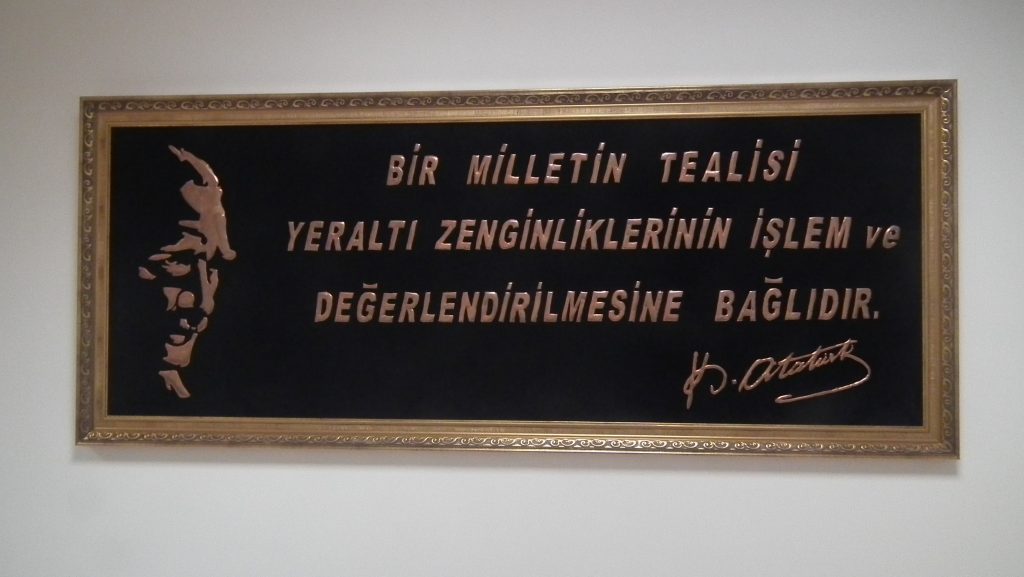 BİR MİLLETİN TEALİSİ
YERALTI ZENGİNLİKLERİNİN İŞLEM ve
DEĞERLENDİRİLMESİNE BAĞLIDIR.
K. Atatürk